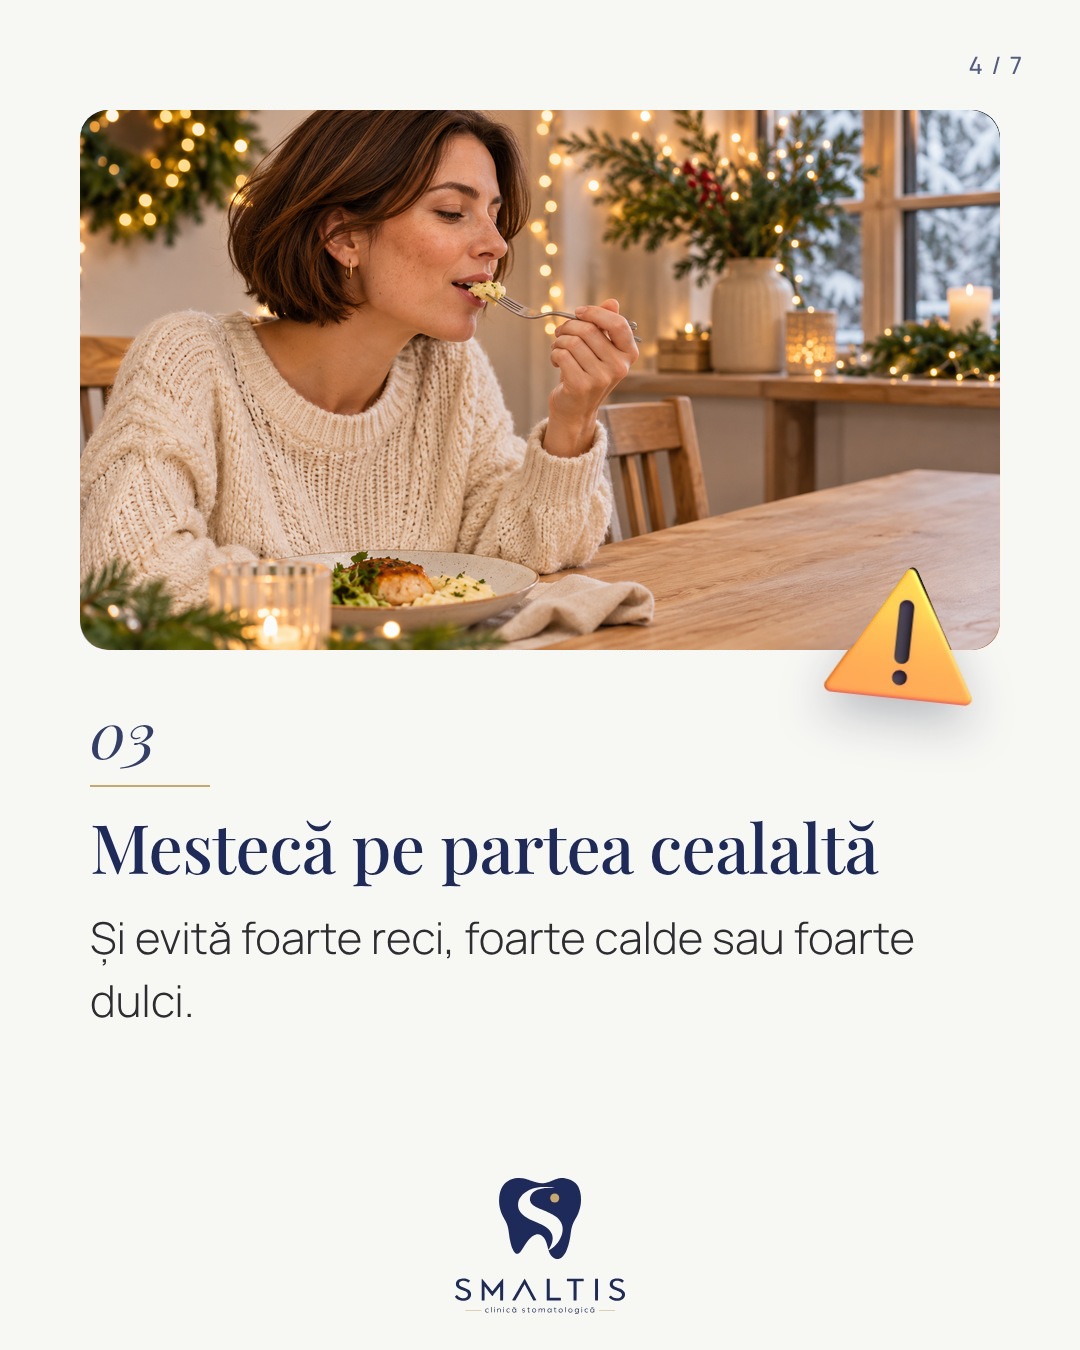 4 / 7
03
Mestecă pe partea cealaltă
Și evită foarte reci, foarte calde sau foarte
dulci.
SMALTIS
clinică stomatologică